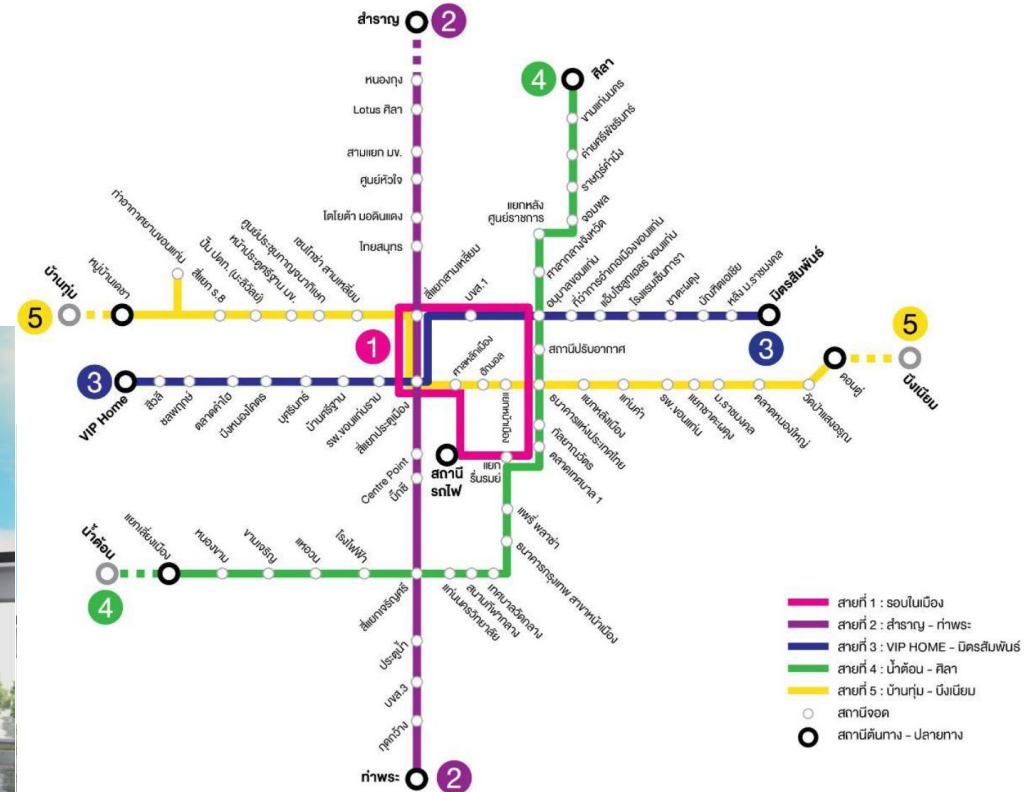 สำราญ
2
หนองกุง
Lotus ศิลา
สามแยก มข.
ศูนย์หัวใจ
โตโยต้า มอดินแดง
ไทยสมุทร
4
ศิลา
ขามแก่นนคร
ค่ายศรีพัชรินทร์
ราษฎร์คำนึง
จอมพล
แยกหลัง
ศูนย์ราชการ
ศาลากลางจังหวัด
5
บ้านทุ่ม
หมู่บ้านเดชา
ท่าอากาศยานขอนแก่น
สี่แยก ร.8
ปั๊ม ปตท. (มะลิวัลย์)
หน้าประตูศรีฐาน มข.
ศูนย์ประชุมกาญจนาภิเษก
เซนโทซ่า สามเหลี่ยม
สี่แยกสามเหลี่ยม
บขส.1
อนุบาลขอนแก่น
ที่ว่าการอำเภอเมืองขอนแก่น
แอ็บโซลูทเฮลธ์ ขอนแก่น
โรงแรมเซ็นทารา
ชาตะผดุง
บัณฑิตเอเซีย
หลัง ม.ราชมงคล
มิตรสัมพันธ์
3
1
สถานีปรับอากาศ
3
VIP Home
สิวลี
ชลพฤกษ์
ตลาดคำไฮ
บึงหนองโคตร
บุศรินทร์
บ้านศรีฐาน
รพ.ขอนแก่นราม
สี่แยกประตูเมือง
ศาลหลักเมือง
ฮักมอล
แยกหน้าเมือง
ธนาคารแห่งประเทศไทย
แยกหลังเมือง
แก่นคำ
รพ.ขอนแก่น
แยกชาตะผดุง
ม.ราชมงคล
ตลาดหนองใหญ่
วัดป่าแสงอรุณ
ดอนยู่
5
บึงเนียม
กัลยาณวัตร
ตลาดเทศบาล 1
Centre Point
บิ๊กซี
สถานี
รถไฟ
แยก
รื่นรมย์
แฟรี่ พลาซ่า
ธนาคารกรุงเทพ สาขาหน้าเมือง
น้ำต้อน
4
แยกเลี่ยงเมือง
หนองขาม
ขามเจริญ
แหอวน
โรงไฟฟ้า
สี่แยกเจริญศรี
แก่นนครวิทยาลัย
สนามกีฬากลาง
เทศบาลวัดกลาง
ประตูน้ำ
บขส.3
กุดกว้าง
ท่าพระ
2
สายที่ 1 : รอบในเมือง
สายที่ 2 : สำราญ - ท่าพระ
สายที่ 3 : VIP HOME - มิตรสัมพันธ์
สายที่ 4 : น้ำต้อน - ศิลา
สายที่ 5 : บ้านทุ่ม - บึงเนียม
สถานีจอด
สถานีต้นทาง - ปลายทาง